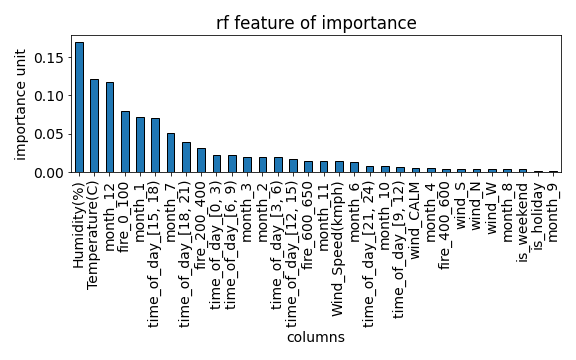 rf feature of importance
importance unit
0.15
0.10
0.05
0.00
Humidity(%)
Temperature(C)
month_12
fire_0_100
month_1
time_of_day_[15, 18)
month_7
time_of_day_[18, 21)
fire_200_400
time_of_day_[0, 3)
time_of_day_[6, 9)
month_3
month_2
time_of_day_[3, 6)
time_of_day_[12, 15)
fire_600_650
month_11
Wind_Speed(kmph)
month_6
time_of_day_[21, 24)
month_10
time_of_day_[9, 12)
wind_CALM
month_4
fire_400_600
wind_S
wind_N
wind_W
month_8
is_weekend
is_holiday
month_9
columns